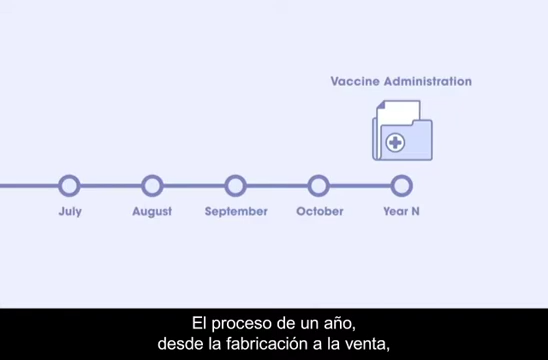 Vaccine Administration
July
August
September
October
Year N
El proceso de un año,
desde la fabricación a la venta,